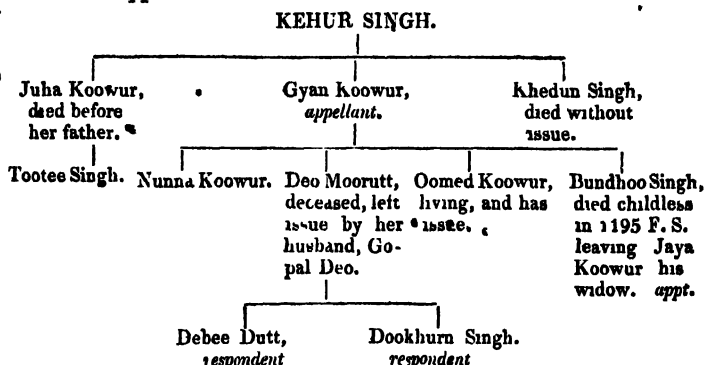 KEHUR SINGH.
Juha Koowur,
died before
her father.
Gyan Koowur,
appellant.
Khedun Singh,
died without
issue.
Tootee Singh.
Nunna Koowur.
Deo Moorutt,
deceased, left
issue by her
husband, Go-
pal Deo.
Oomed Koowur,
living, and has
issue.
Bundhoo Singh,
died childless
in 1195 F. S.
leaving Jaya
Koowur his
widow. appt.
Debee Dutt,
respondent
Dookhurn Singh.
respondent